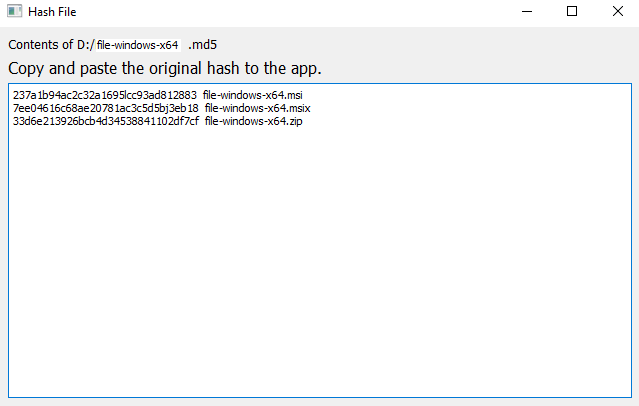 Hash File
Contents of D:/file-windows-x64 .md5
Copy and paste the original hash to the app.
237a1b94ac2c32a1695lcc93ad812883 file-windows-x64.msi
7ee04616c68ae20781ac3c5d5bj3eb18 file-windows-x64.msix
33d6e213926bcb4d34538841102df7cf file-windows-x64.zip